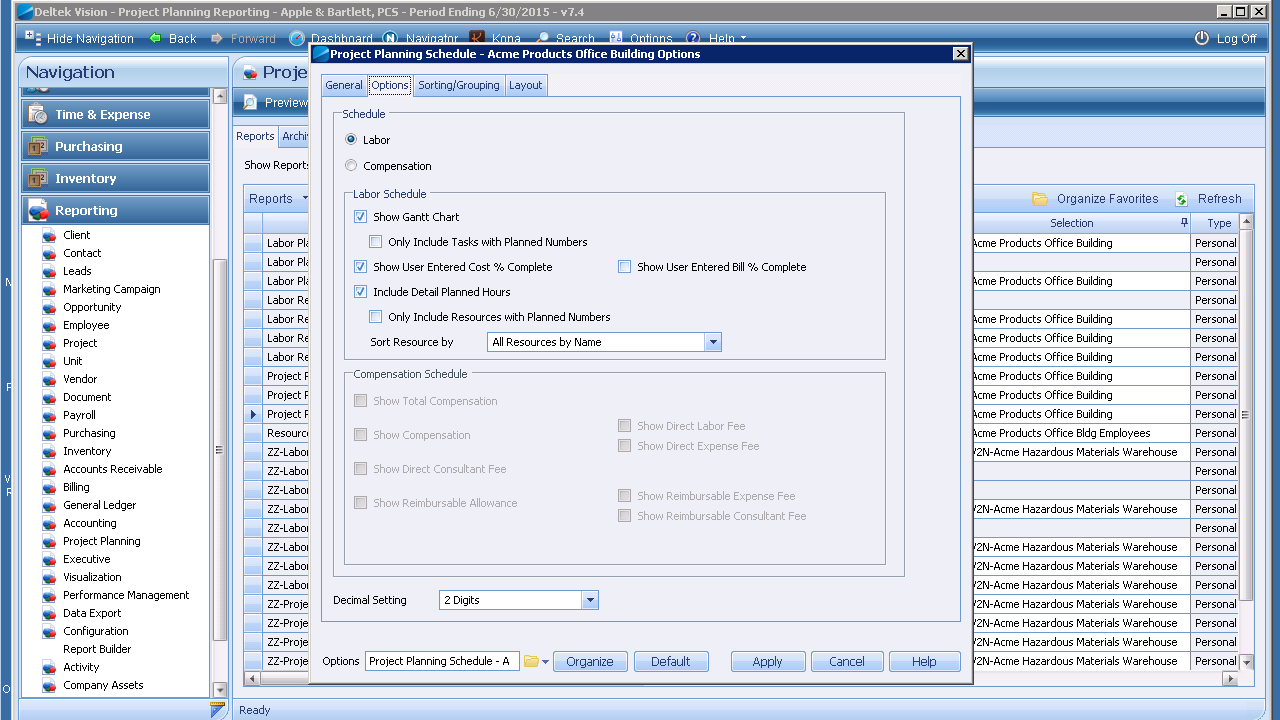 Deltek Vision - Project Planning Reporting - Apple & Bartlett, PCS - Period Ending 6/30/2015 - v7.4
Hide Navigation Back Forward Dashboard Navigator Kona Search Options Help Log Off
Project Planning Schedule - Acme Products Office Building Options
Navigation
Time & Expense
Purchasing
Inventory
Reporting
Client
Contact
Leads
Marketing Campaign
Opportunity
Employee
Project
Unit
Vendor
Document
Payroll
Purchasing
Inventory
Accounts Receivable
Billing
General Ledger
Accounting
Project Planning
Executive
Visualization
Performance Management
Data Export
Configuration
Report Builder
Activity
Company Assets
Proje
Preview
Reports Archi
Show Reports
Reports
Labor Pl
Labor Pl
Labor Pl
Labor Re
Labor Re
Labor Re
Labor Re
Project P
Project P
Project P
Resource
ZZ-Labor
ZZ-Labor
ZZ-Labor
ZZ-Labor
ZZ-Labor
ZZ-Labor
ZZ-Labor
ZZ-Labor
ZZ-Proje
ZZ-Proje
ZZ-Proje
ZZ-Proje
General Options Sorting/Grouping Layout
Schedule
Labor
Compensation
Labor Schedule
Show Gantt Chart
Only Include Tasks with Planned Numbers
Show User Entered Calc % Complete Show User Entered Bill % Complete
Include Detail Planned Hours
Only Include Resources with Planned Numbers
Sort Resource by All Resources by Name
Compensation Schedule
Show Total Compensation
Show Direct Labor Fee
Show Compensation
Show Direct Expense Fee
Show Direct Consultant Fee
Show Reimbursable Expense Fee
Show Reimbursable Allowance
Show Reimbursable Consultant Fee
Decimal Setting 2 Digits
Options Project Planning Schedule - A Organize Default Apply Cancel Help
Organize Favorites Refresh
Selection Type
Acme Products Office Building Personal
Personal
Acme Products Office Building Personal
Personal
Acme Products Office Building Personal
Acme Products Office Building Personal
Acme Products Office Building Personal
Acme Products Office Building Personal
Acme Products Office Building Personal
Acme Products Office Building Personal
Acme Products Office Bldg Employees Personal
V2N-Acme Hazardous Materials Warehouse Personal
Personal
Personal
V2N-Acme Hazardous Materials Warehouse Personal
Personal
V2N-Acme Hazardous Materials Warehouse Personal
V2N-Acme Hazardous Materials Warehouse Personal
V2N-Acme Hazardous Materials Warehouse Personal
V2N-Acme Hazardous Materials Warehouse Personal
V2N-Acme Hazardous Materials Warehouse Personal
V2N-Acme Hazardous Materials Warehouse Personal
V2N-Acme Hazardous Materials Warehouse Personal
Ready